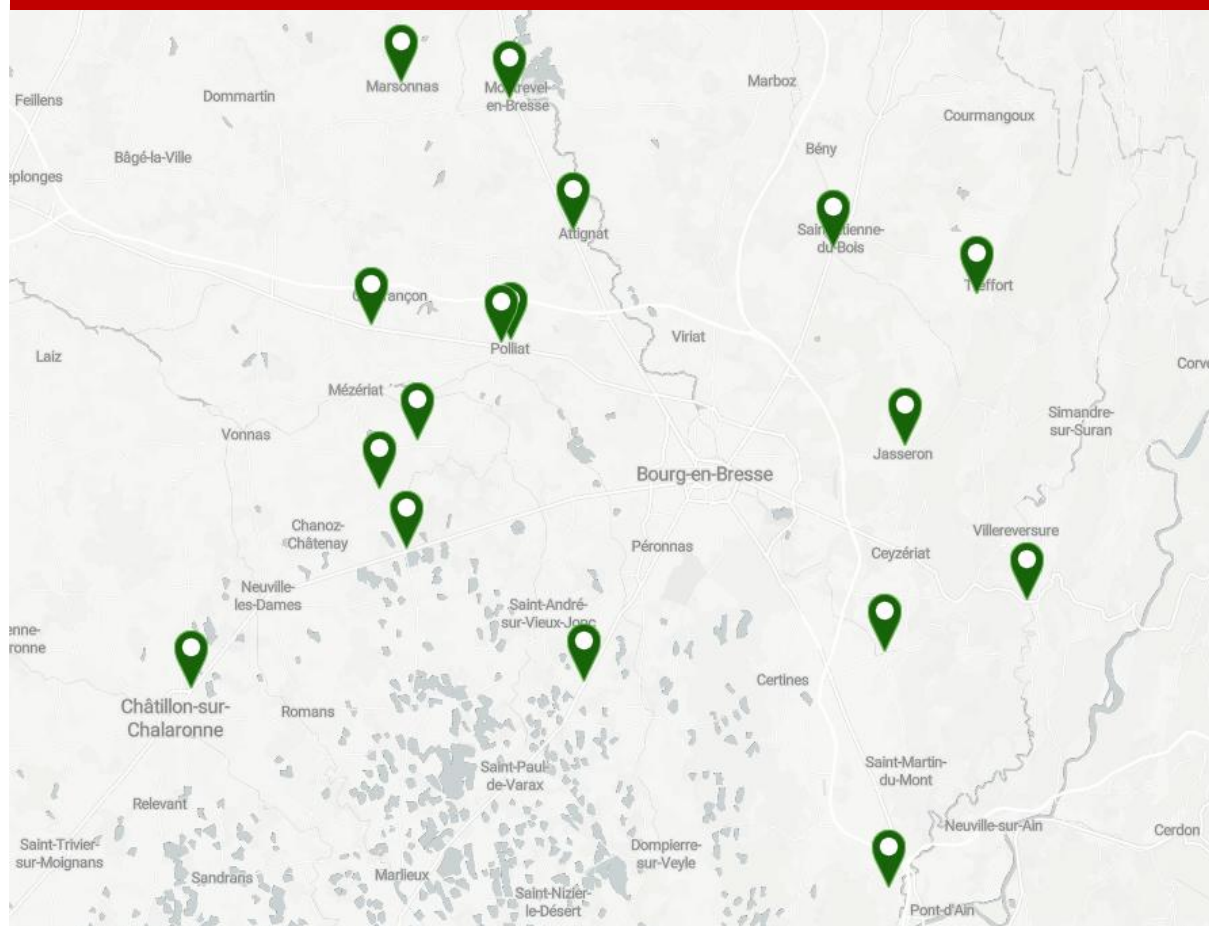 Marsonnas
Montrevel-
en-Bresse
Marboz
Feillens
Dommartin
Courmangoux
Bâgé-la-Ville
Bény
eplonges
Attignat
Saint-Étienne-
du-Bois
Treffort
Polliat
Viriat
Laiz
Corve
Mézériat
Simandre-
sur-Suran
Vonnas
Jasseron
Bourg-en-Bresse
Chanoz-
Châtenay
Villereversure
Péronnas
Ceyzériat
Neuville-
les-Dames
Saint-André-
sur-Vieux-Jonc
enne-
ronne
Certines
Châtillon-sur-
Chalaronne
Romans
Saint-Martin-
du-Mont
Saint-Paul-
de-Varax
Relevant
Neuville-sur-Ain
Cerdon
Saint-Trivier-
sur-Moignans
Dompierre-
sur-Veyle
Sandrans
Marlieux
Saint-Nizier-
le-Désert
Pont-d'Ain